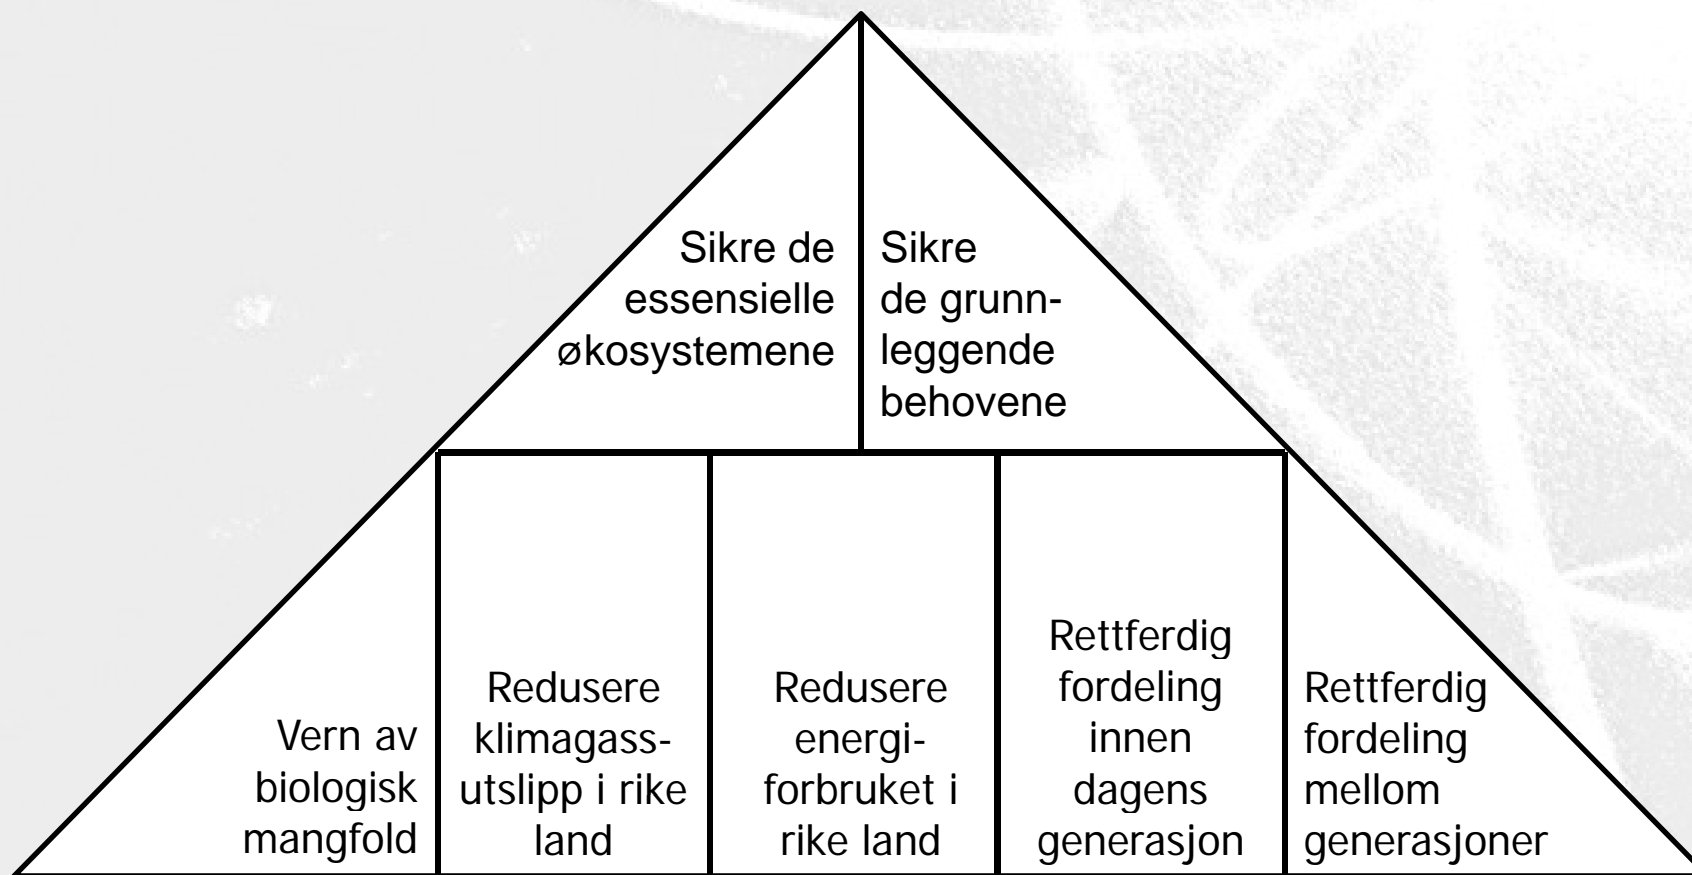 Sikre de
essensielle
økosystemene
Sikre
de grunn-
leggende
behovene
Vern av
biologisk
mangfold
Redusere
klimagass-
utslipp i rike
land
Redusere
energi-
forbruket i
rike land
Rettferdig
fordeling
innen
dagens
generasjon
Rettferdig
fordeling
mellom
generasjoner